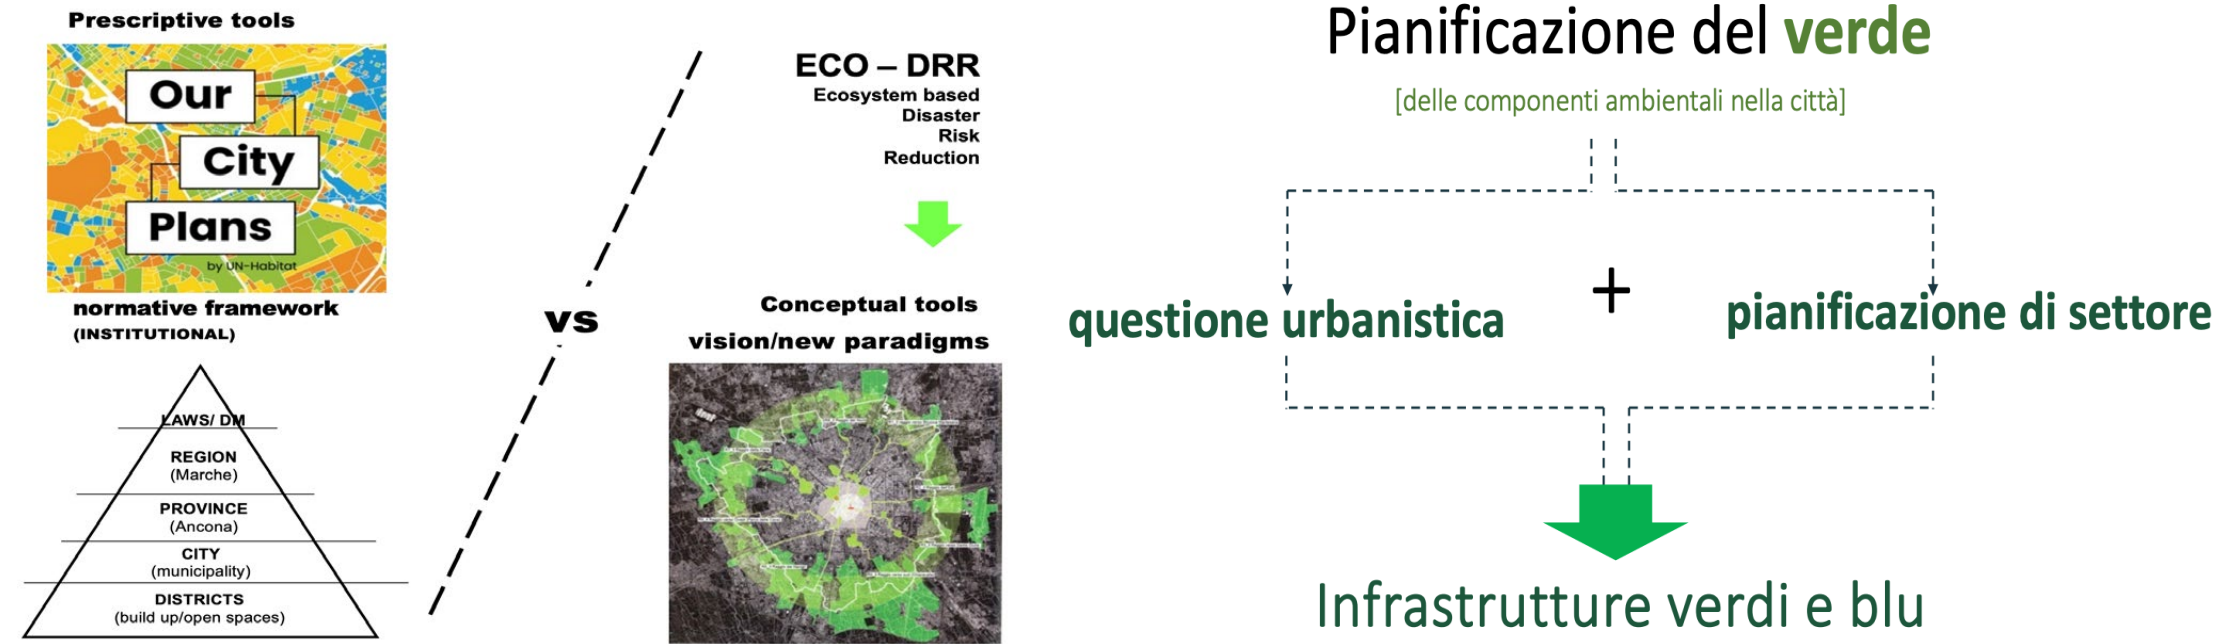 Prescriptive tools
Our
City
Plans
by UN-Habitat
normative framework
(INSTITUTIONAL)
LAWS/ DM
REGION
(Marche)
PROVINCE
(Ancona)
CITY
(municipality)
DISTRICTS
(build up/open spaces)
vs
ECO – DRR
Ecosystem based
Disaster
Risk
Reduction
Conceptual tools
vision/new paradigms
Pianificazione del verde
[delle componenti ambientali nella città]
questione urbanistica
+
pianificazione di settore
Infrastrutture verdi e blu